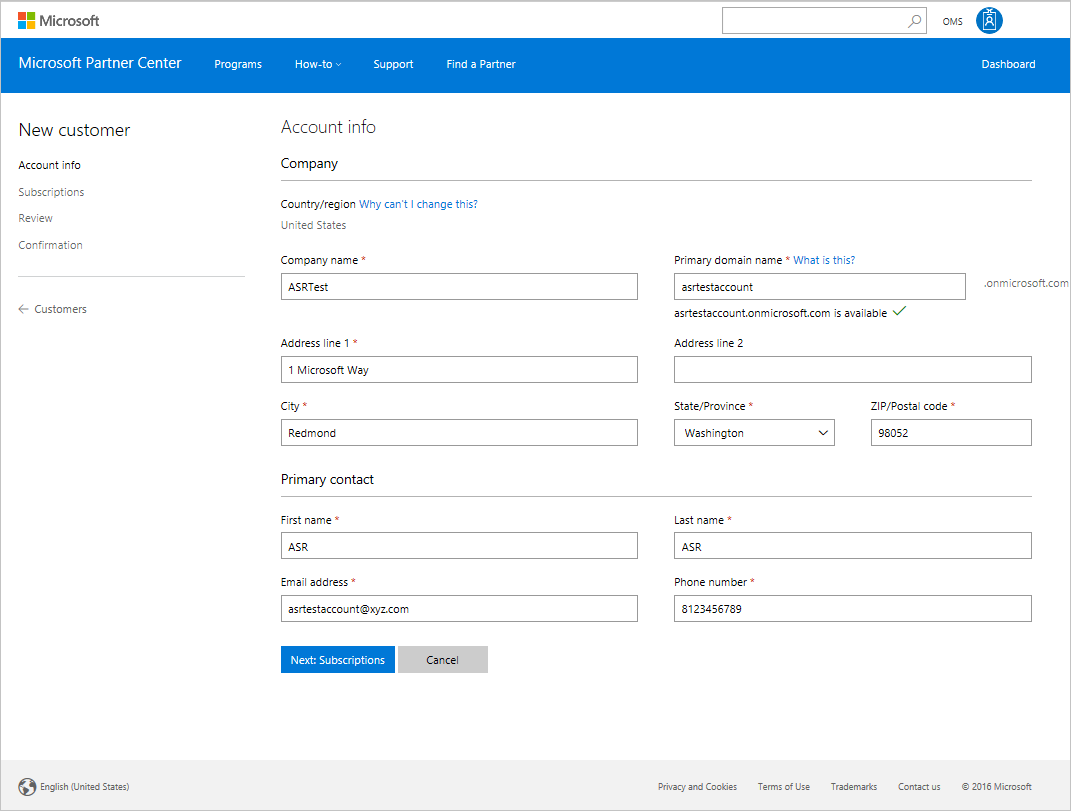 Microsoft
OMS
Microsoft Partner Center
Programs
How-to
Support
Find a Partner
Dashboard
New customer
Account info
Subscriptions
Review
Confirmation
Customers
Account info
Company
Country/region Why can't I change this?
United States
Company name *
ASRTest
Primary domain name * What is this?
asrtestaccount
.onmicrosoft.com
asrtestaccount.onmicrosoft.com is available
Address line 1 *
1 Microsoft Way
Address line 2
City *
Redmond
State/Province *
Washington
ZIP/Postal code *
98052
Primary contact
First name *
ASR
Last name *
ASR
Email address *
asrtestaccount@xyz.com
Phone number *
8123456789
Next: Subscriptions
Cancel
English (United States)
Privacy and Cookies
Terms of Use
Trademarks
Contact us
© 2016 Microsoft